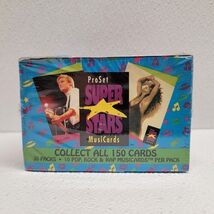 ProSet
SUPER
STARS
MusiCards
COLLECT ALL 150 CARDS
36 PACKS • 10 POP, ROCK & RAP MUSICARDS™ PER PACK